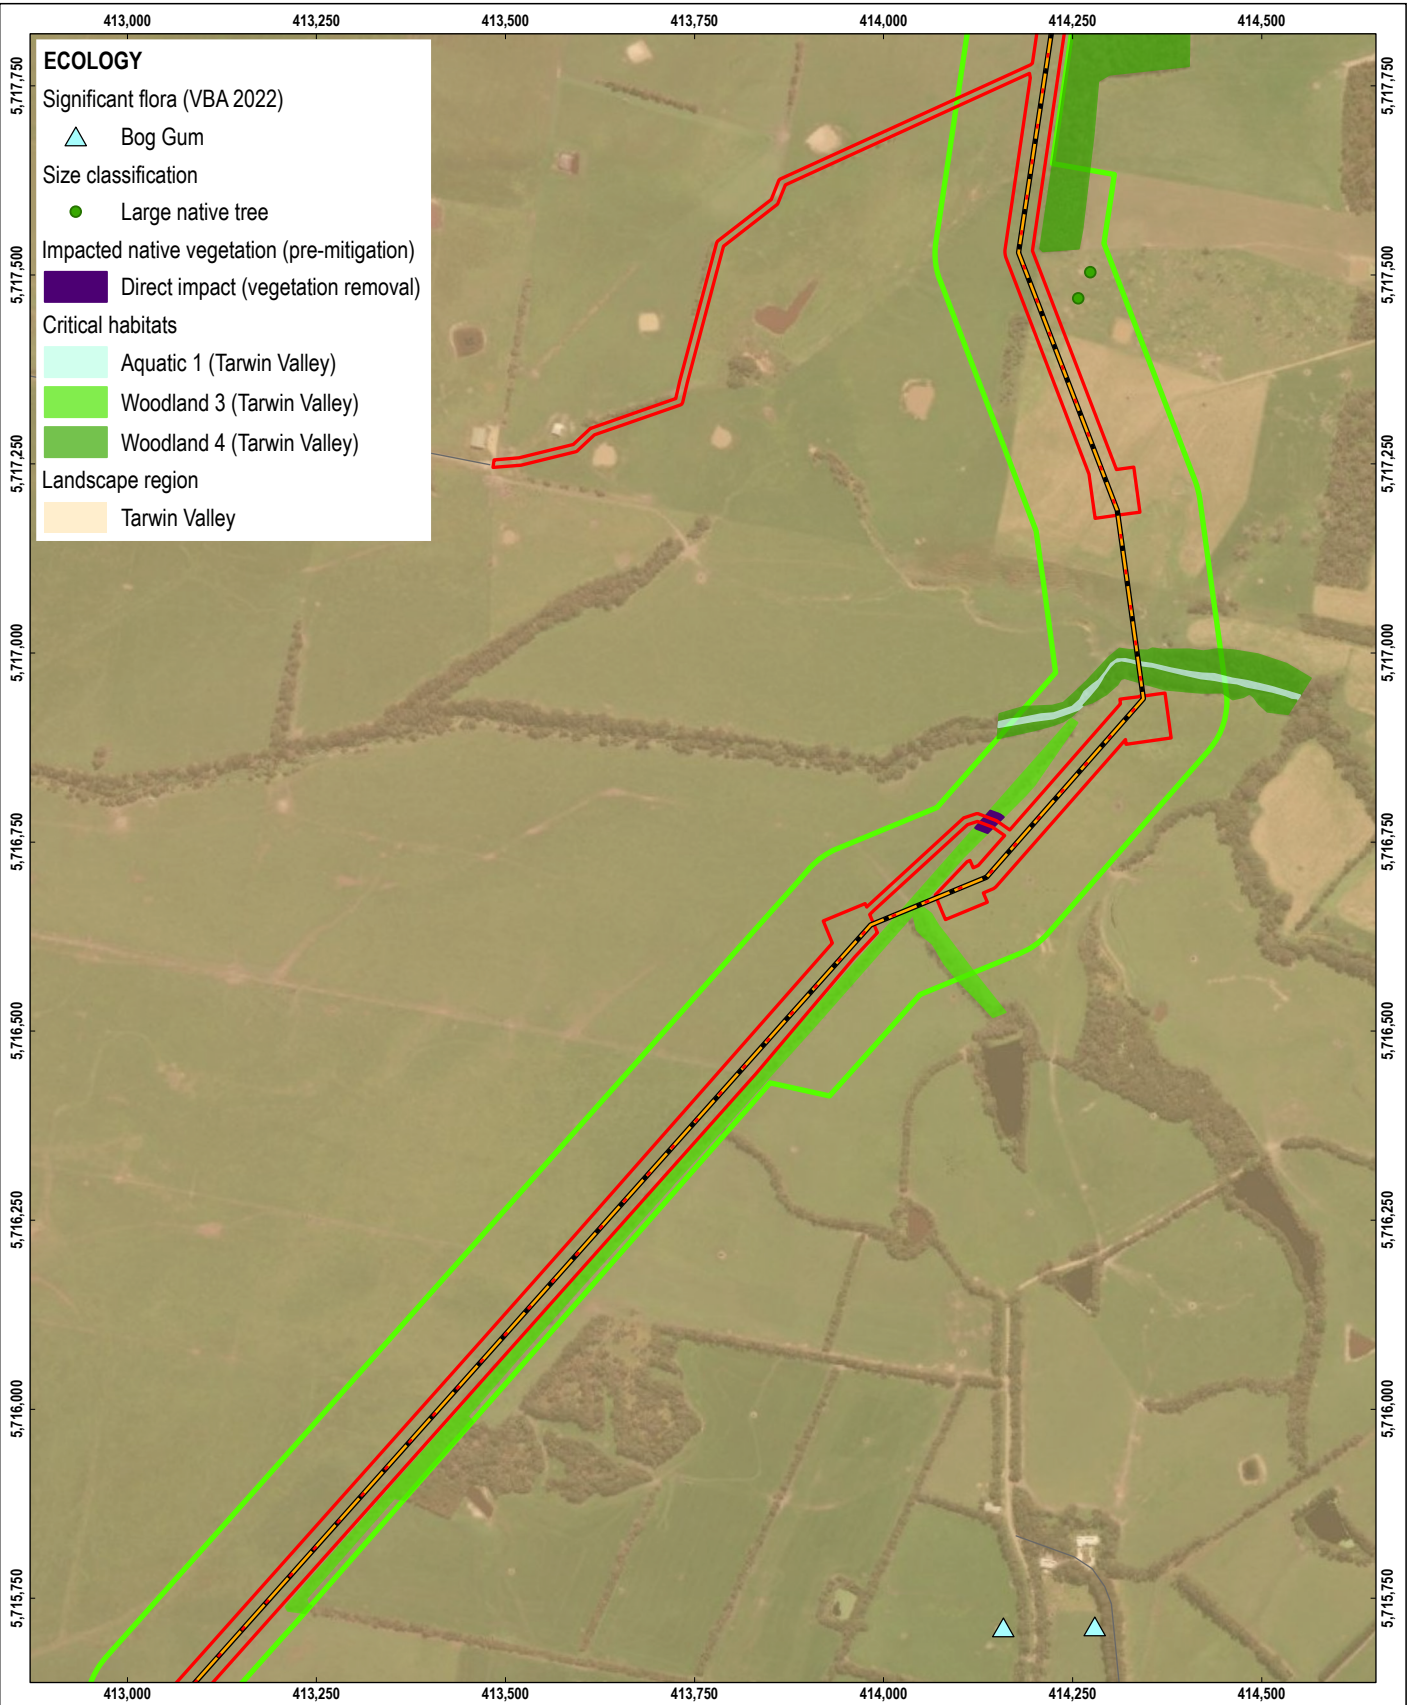 413,000 413,250 413,500 413,750 414,000 414,250 414,500
ECOLOGY
Significant flora (VBA 2022)
Bog Gum
Size classification
Large native tree
Impacted native vegetation (pre-mitigation)
Direct impact (vegetation removal)
Critical habitats
Aquatic 1 (Tarwin Valley)
Woodland 3 (Tarwin Valley)
Woodland 4 (Tarwin Valley)
Landscape region
Tarwin Valley
5,717,750 5,717,750
5,717,500 5,717,500
5,717,250 5,717,250
5,717,000 5,717,000
5,716,750 5,716,750
5,716,500 5,716,500
5,716,250 5,716,250
5,716,000 5,716,000
5,715,750 5,715,750
413,000 413,250 413,500 413,750 414,000 414,250 414,500